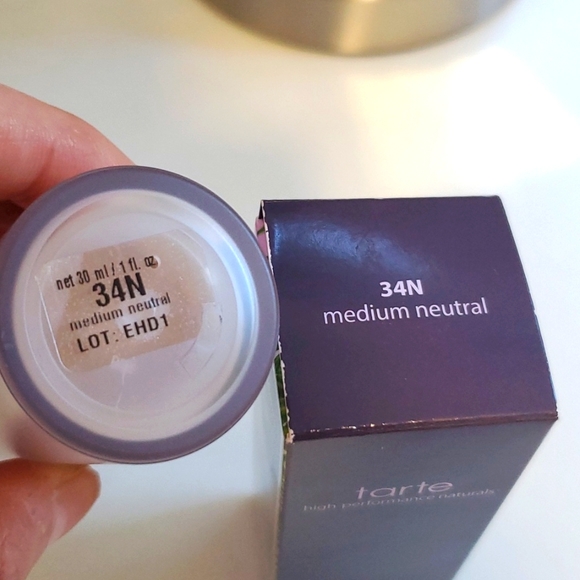 net 30 ml / 1 fl. oz
34N
medium neutral
LOT: EHD1
34N
medium neutral
tarte
high performance naturals